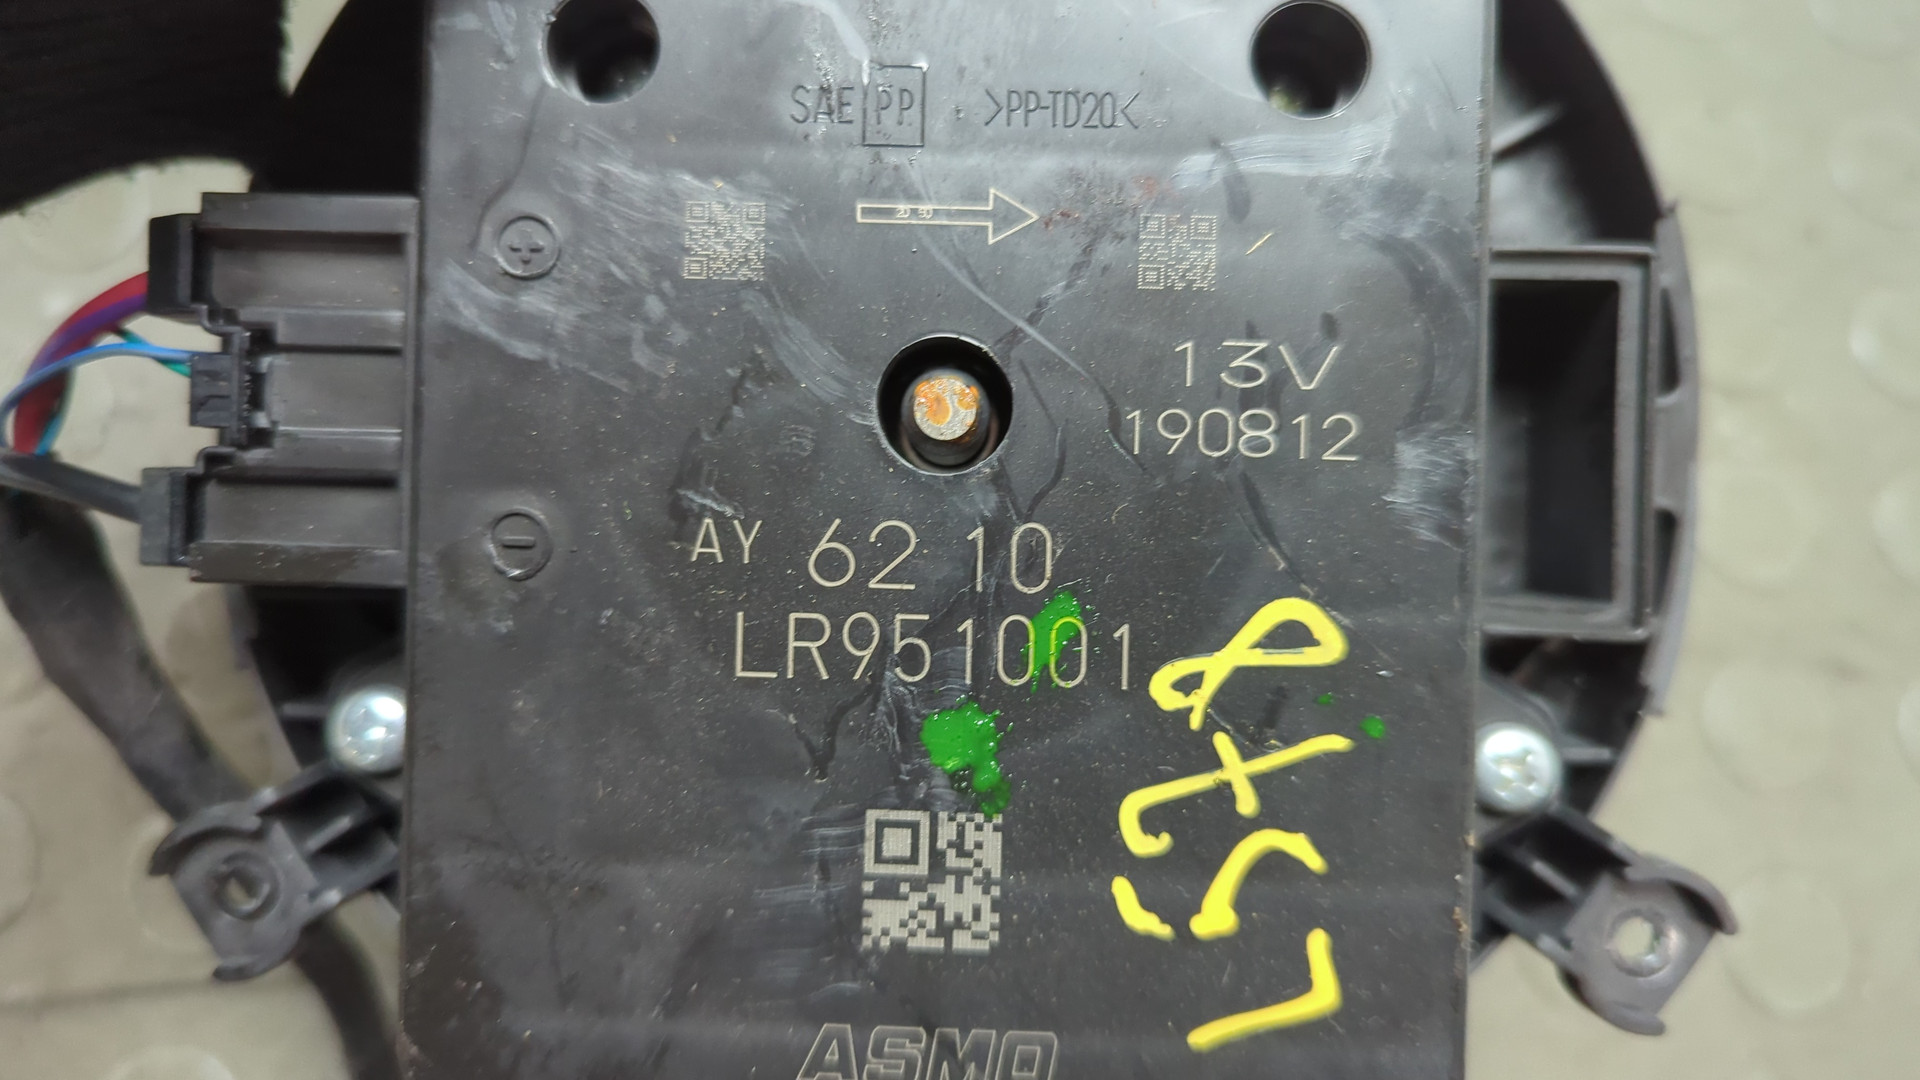 SAE PP >PP-TD20<
13V
190812
AY 62 10
LR951001
ASMO